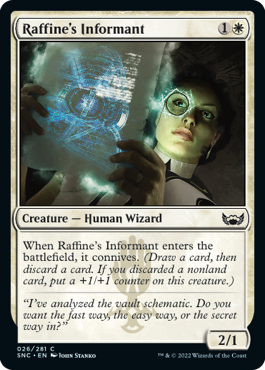 Raffine's Informant 1
Creature — Human Wizard
When Raffine's Informant enters the
battlefield, it connives. (Draw a card, then
discard a card. If you discarded a nonland
card, put a +1/+1 counter on this creature.)
"I've analyzed the vault schematic. Do you
want the fast way, the easy way, or the secret
way in?"
2/1
026/281 C
SNC • EN JOHN STANKO ™ & © 2022 Wizards of the Coast